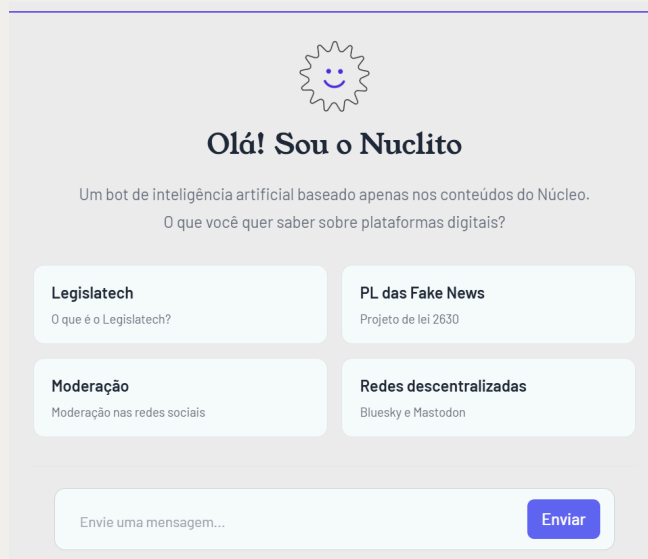 Olá! Sou o Nuclito
Um bot de inteligência artificial baseado apenas nos conteúdos do Núcleo.
O que você quer saber sobre plataformas digitais?
Legislatech
O que é o Legislatech?
PL das Fake News
Projeto de lei 2630
Moderação
Moderação nas redes sociais
Redes descentralizadas
Bluesky e Mastodon
Envie uma mensagem...
Enviar